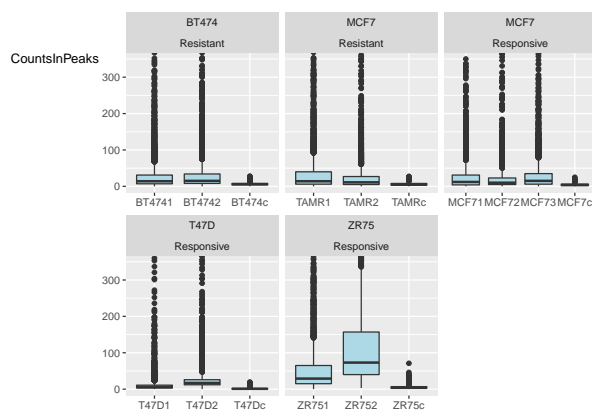 BT474 MCF7 MCF7
Resistant Resistant Responsive
CountsInPeaks
300
200
100
0
BT4741 BT4742 BT474c TAMR1 TAMR2 TAMRc MCF71 MCF72 MCF73 MCF7c
T47D ZR75
Responsive Responsive
300
200
100
0
T47D1 T47D2 T47Dc ZR751 ZR752 ZR75c